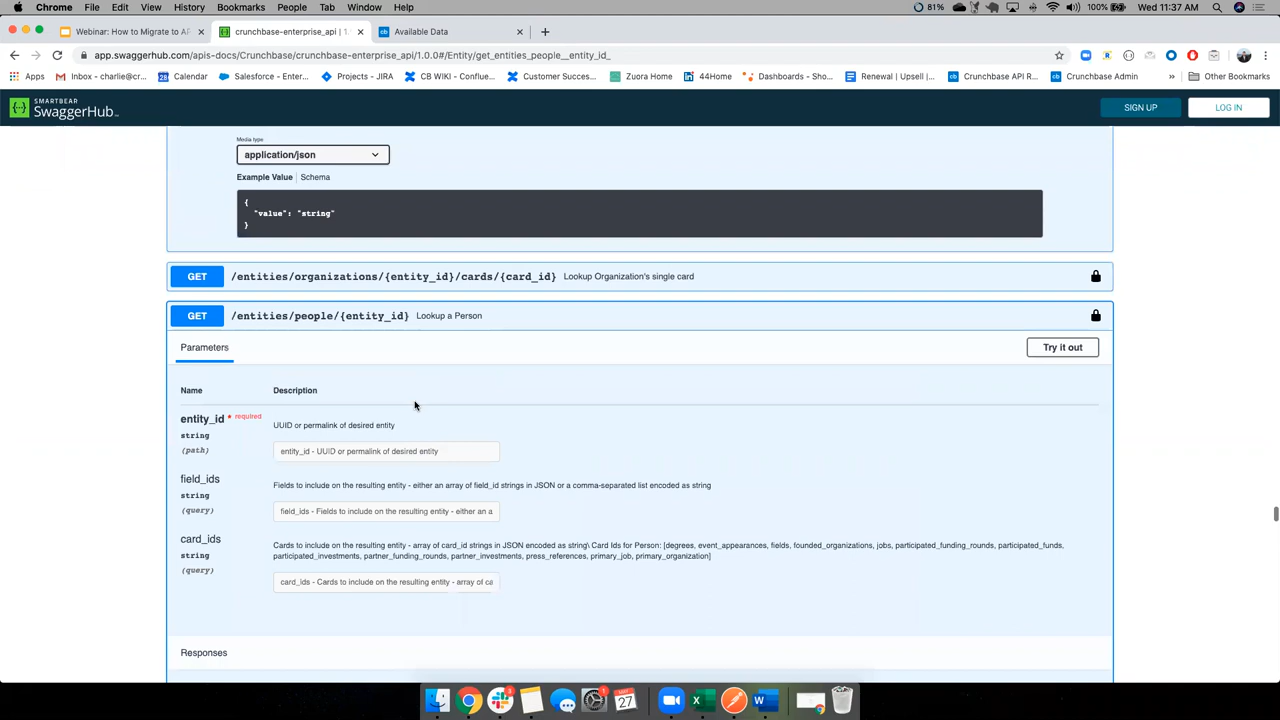 Chrome File Edit View History Bookmarks People Tab Window Help 81% 100% Wed 11:37 AM
Webinar: How to Migrate to AP crunchbase-enterprise_api | 1.0 Available Data
app.swaggerhub.com/apis-docs/Crunchbase/crunchbase-enterprise_api/1.0.0#/Entity/get_entities_people__entity_id_
Apps Inbox - charlie@cr... Calendar Salesforce - Enter... Projects - JIRA CB WIKI - Conflue... Customer Succes... Zuora Home 44Home Dashboards - Sho... Renewal | Upsell |... Crunchbase API R... Crunchbase Admin » Other Bookmarks
SMARTBEAR
SwaggerHub
SIGN UP LOG IN
Media type
application/json
Example Value Schema
{
"value": "string"
}
GET /entities/organizations/{entity_id}/cards/{card_id} Lookup Organization's single card
GET /entities/people/{entity_id} Lookup a Person
Parameters Try it out
Name Description
entity_id * required
string
(path)
UUID or permalink of desired entity
entity_id - UUID or permalink of desired entity
field_ids
string
(query)
Fields to include on the resulting entity - either an array of field_id strings in JSON or a comma-separated list encoded as string
field_ids - Fields to include on the resulting entity - either an a
card_ids
string
(query)
Cards to include on the resulting entity - array of card_id strings in JSON encoded as string\ Card Ids for Person: [degrees, event_appearances, fields, founded_organizations, jobs, participated_funding_rounds, participated_funds,
participated_investments, partner_funding_rounds, partner_investments, press_references, primary_job, primary_organization]
card_ids - Cards to include on the resulting entity - array of ca
Responses